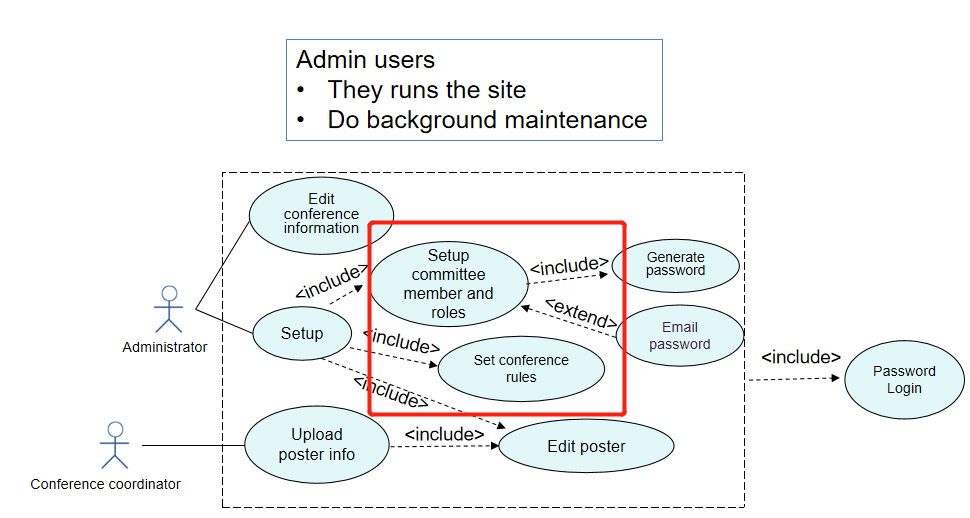 Admin users
• They runs the site
• Do background maintenance
Edit
conference
information
Setup
committee
member and
roles
<include>
Generate
password
<include>
<extend>
Email
password
Administrator
Setup
<include>
Set conference
rules
<include>
Password
Login
<include>
Upload
poster info
<include>
Edit poster
Conference coordinator